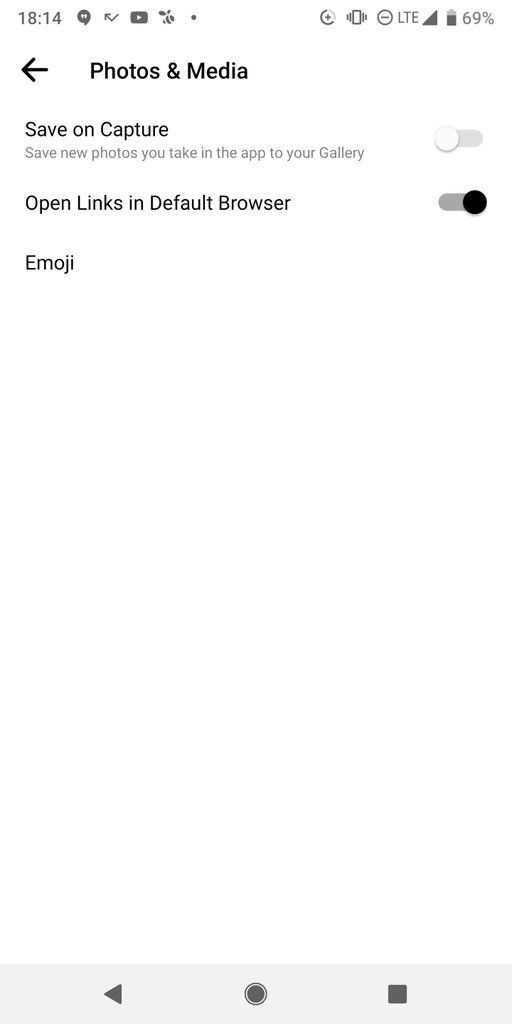 18:14 LTE 69%
Photos & Media
Save on Capture
Save new photos you take in the app to your Gallery
Open Links in Default Browser
Emoji